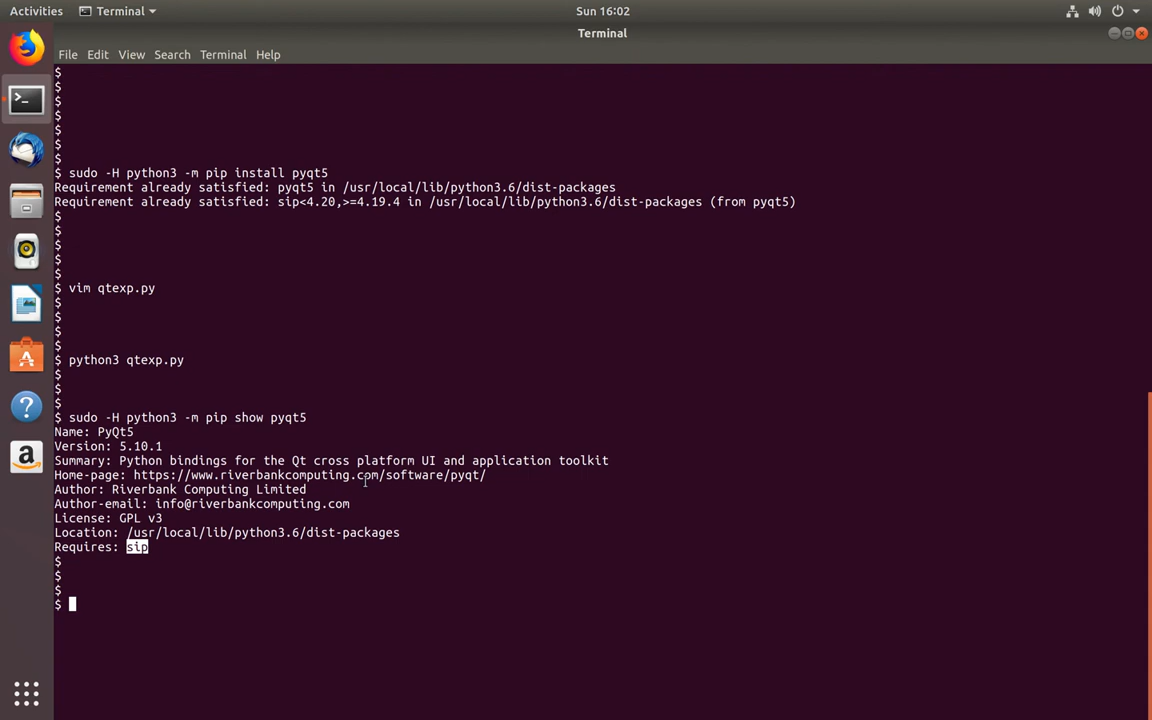 Activities Terminal Sun 16:02
Terminal
File Edit View Search Terminal Help
$
$
$
$
$
$
$
$ sudo -H python3 -m pip install pyqt5
Requirement already satisfied: pyqt5 in /usr/local/lib/python3.6/dist-packages
Requirement already satisfied: sip<4.20,>=4.19.4 in /usr/local/lib/python3.6/dist-packages (from pyqt5)
$
$
$
$
$
$ vim qtexp.py
$
$
$
$
$ python3 qtexp.py
$
$
$
$ sudo -H python3 -m pip show pyqt5
Name: PyQt5
Version: 5.10.1
Summary: Python bindings for the Qt cross platform UI and application toolkit
Home-page: https://www.riverbankcomputing.com/software/pyqt/
Author: Riverbank Computing Limited
Author-email: info@riverbankcomputing.com
License: GPL v3
Location: /usr/local/lib/python3.6/dist-packages
Requires: sip
$
$
$
$